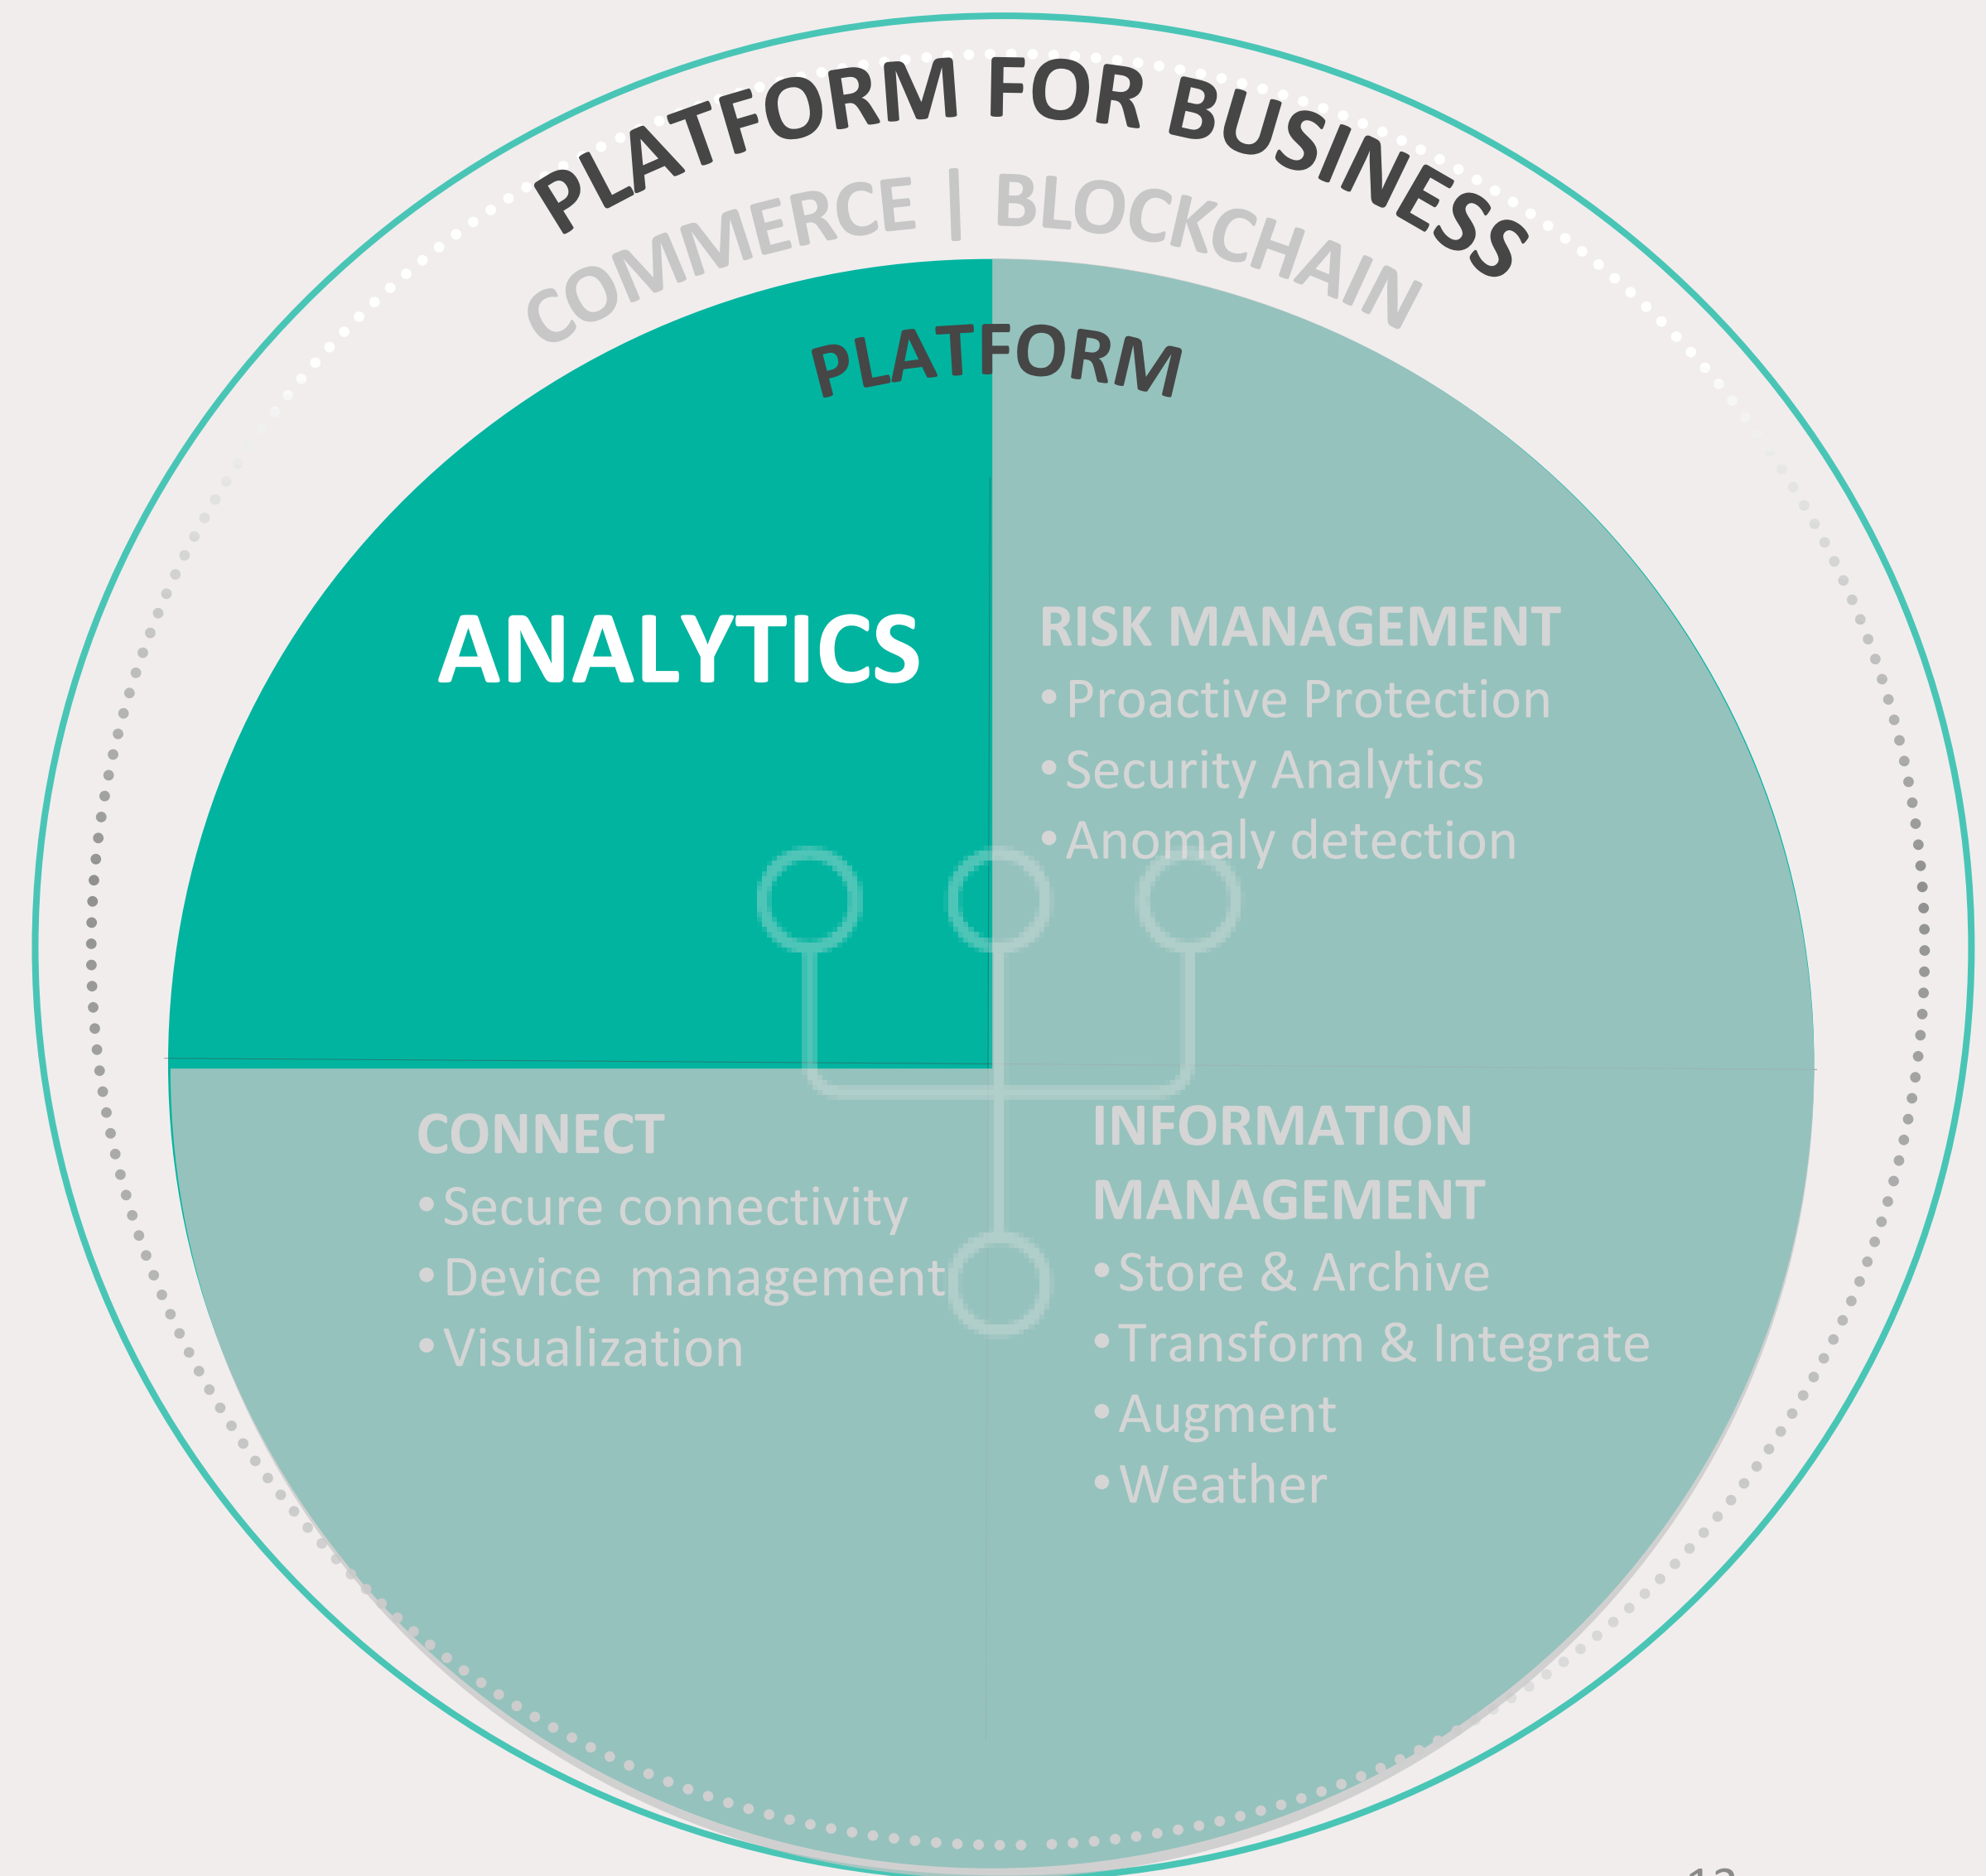 PLATFORM FOR BUSINESS
COMMERCE | BLOCKCHAIN
PLATFORM
ANALYTICS
RISK MANAGEMENT
• Proactive Protection
• Security Analytics
• Anomaly detection
CONNECT
• Secure connectivity
• Device management
• Visualization
INFORMATION
MANAGEMENT
• Store & Archive
• Transform & Integrate
• Augment
• Weather